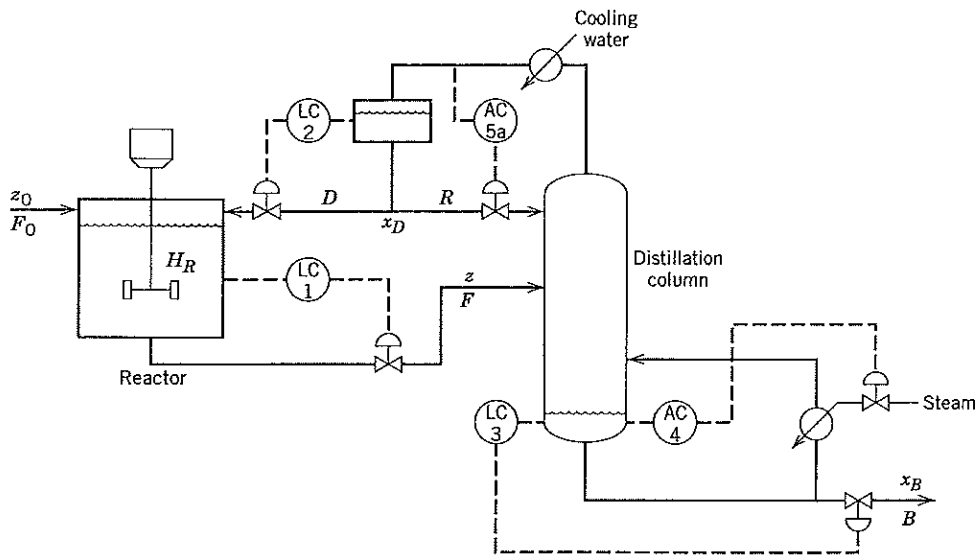 Cooling
water
LC
2
AC
5a
z0
F0
D
R
xD
HR
LC
1
z
F
Distillation
column
Reactor
LC
3
AC
4
Steam
xB
B